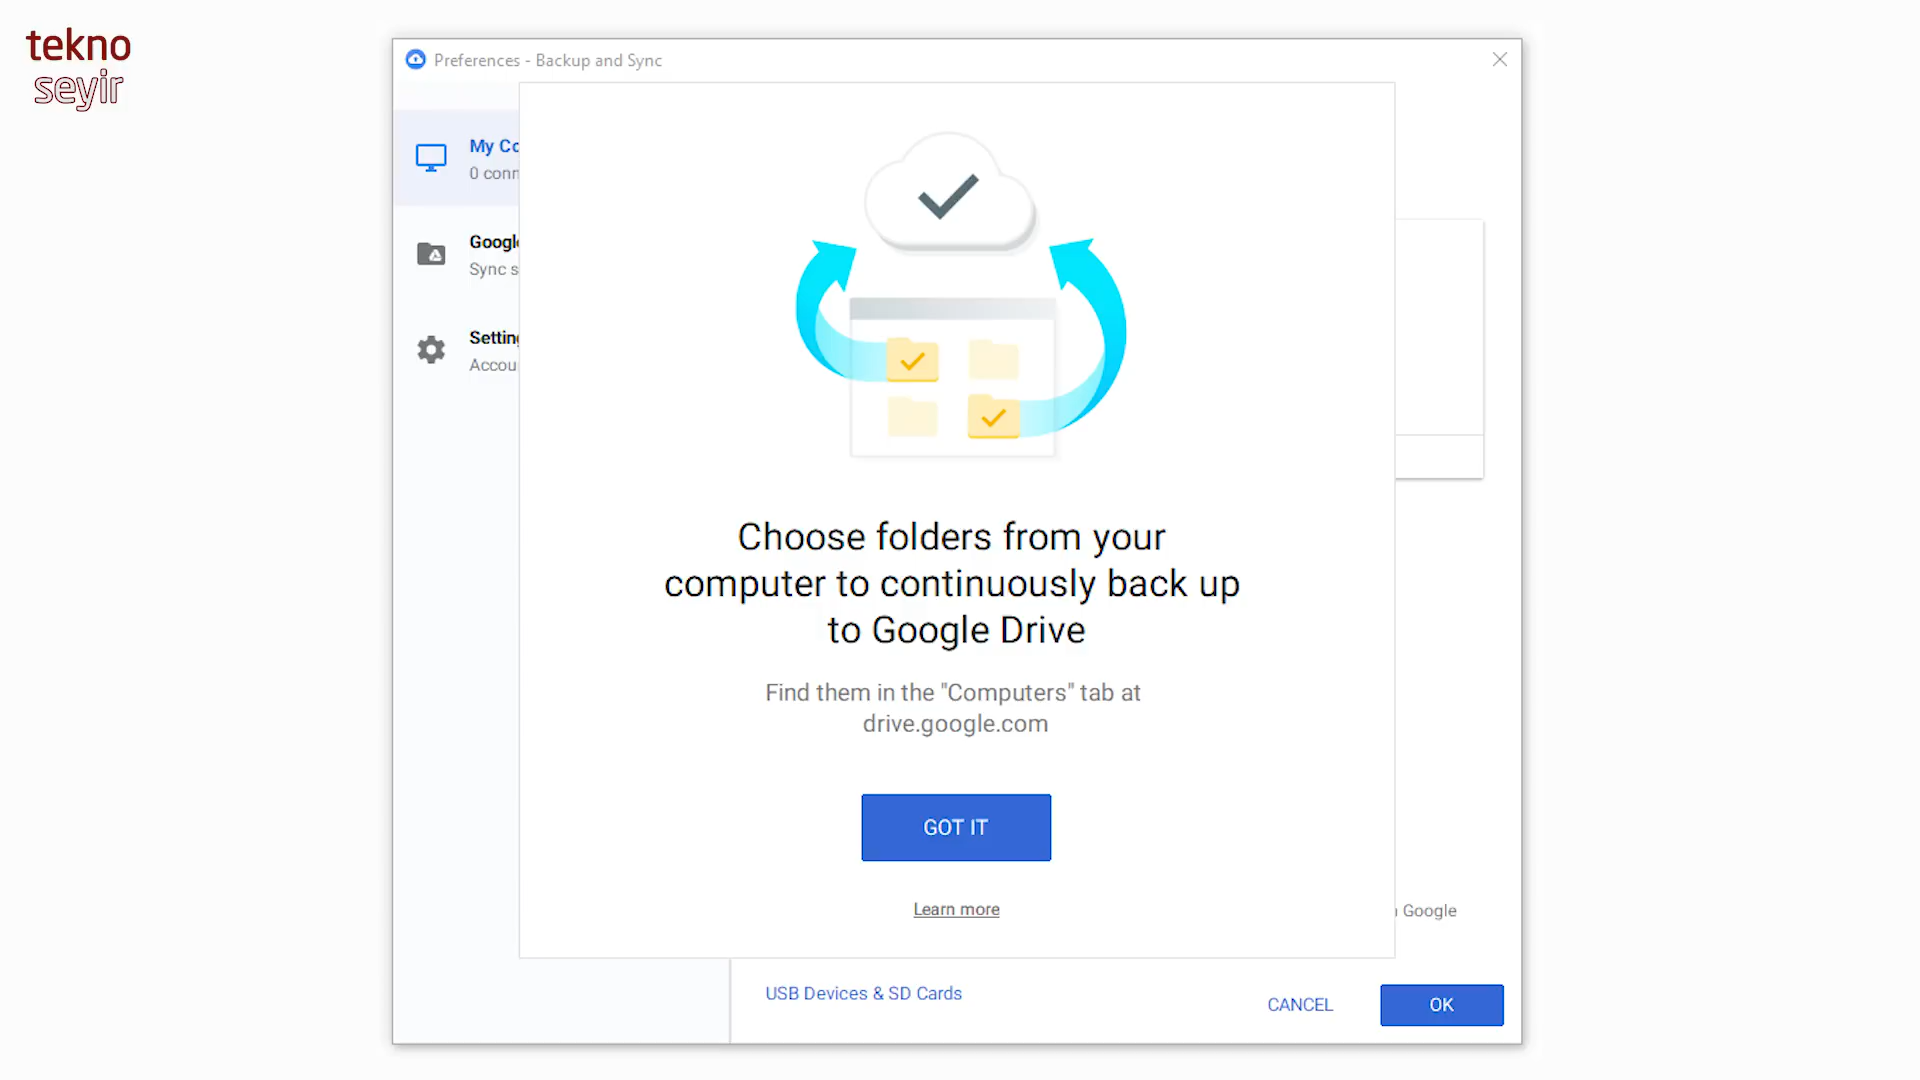 tekno
seyir
Preferences - Backup and Sync
My Co
0 conn
Google
Sync s
Setting
Accou
Choose folders from your
computer to continuously back up
to Google Drive
Find them in the "Computers" tab at
drive.google.com
GOT IT
Learn more
Google
USB Devices & SD Cards
CANCEL
OK